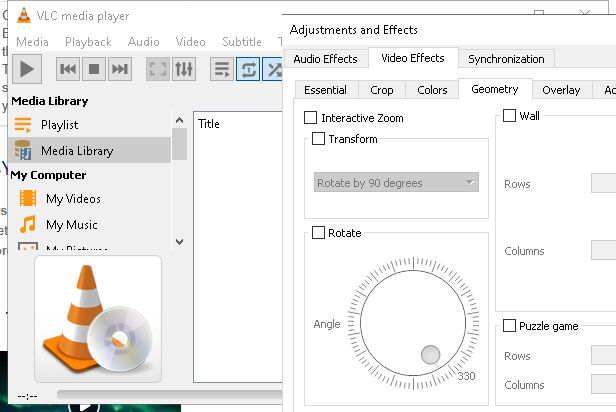 VLC media player
Media Playback Audio Video Subtitle
Media Library
Playlist
Media Library
My Computer
My Videos
My Music
My Pictures
Title
--:--
Adjustments and Effects
Audio Effects Video Effects Synchronization
Essential Crop Colors Geometry Overlay
Interactive Zoom
Transform
Rotate by 90 degrees
Rotate
Angle
330
Wall
Rows
Columns
Puzzle game
Rows
Columns